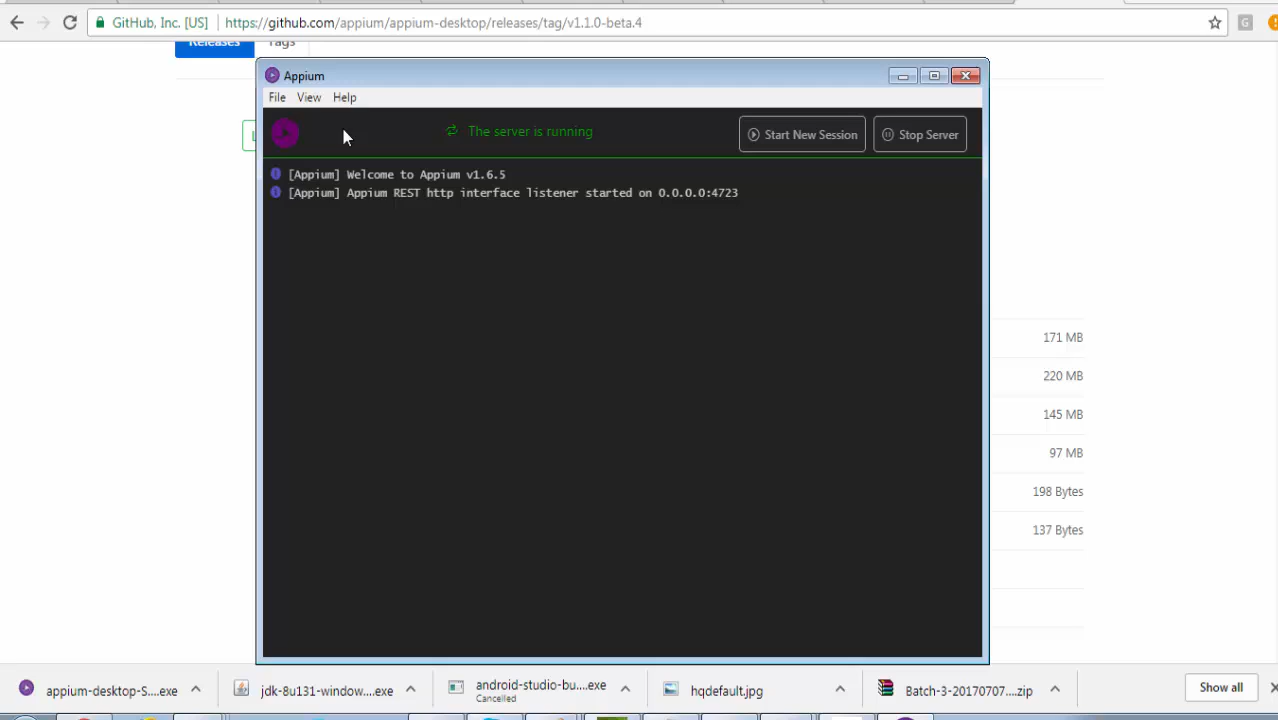 GitHub, Inc. [US]
https://github.com/appium/appium-desktop/releases/tag/v1.1.0-beta.4
G
Releases
Tags
Appium
File View Help
The server is running
Start New Session
Stop Server
[Appium] Welcome to Appium v1.6.5
[Appium] Appium REST http interface listener started on 0.0.0.0:4723
L
171 MB
220 MB
145 MB
97 MB
198 Bytes
137 Bytes
appium-desktop-S....exe
jdk-8u131-window....exe
android-studio-bu....exe
Cancelled
hqdefault.jpg
Batch-3-20170707....zip
Show all